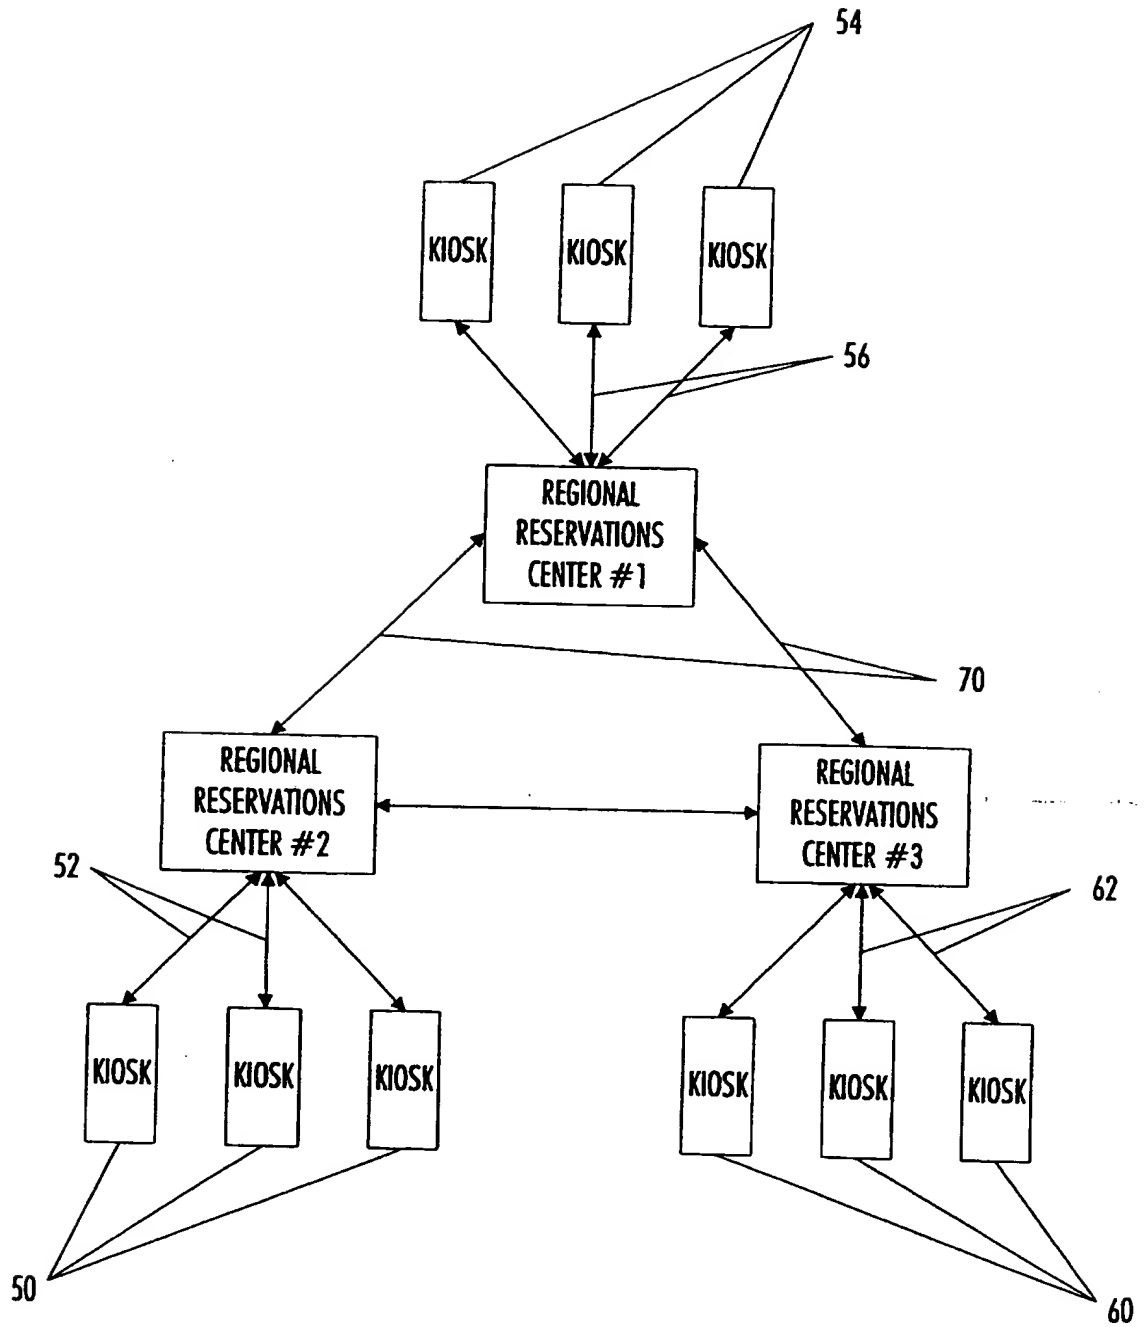 54
KIOSK
KIOSK
KIOSK
56
REGIONAL
RESERVATIONS
CENTER #1
70
REGIONAL
RESERVATIONS
CENTER #2
REGIONAL
RESERVATIONS
CENTER #3
52
62
KIOSK
KIOSK
KIOSK
KIOSK
KIOSK
KIOSK
50
60